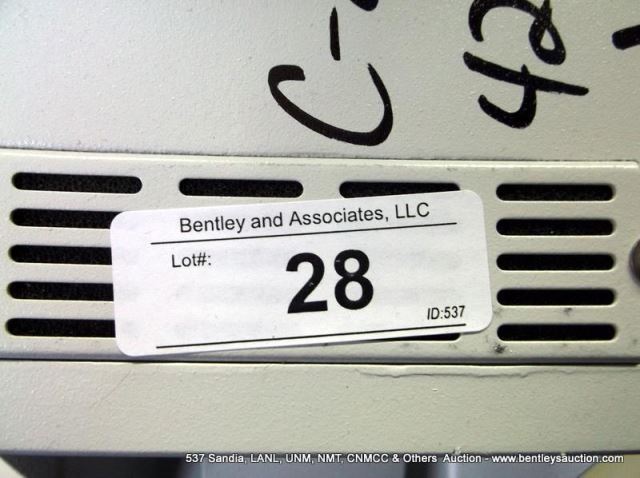 C-
42
Bentley and Associates, LLC
Lot#:
28
ID:537
537 Sandia, LANL, UNM, NMT, CNMCC & Others Auction - www.bentleysauction.com